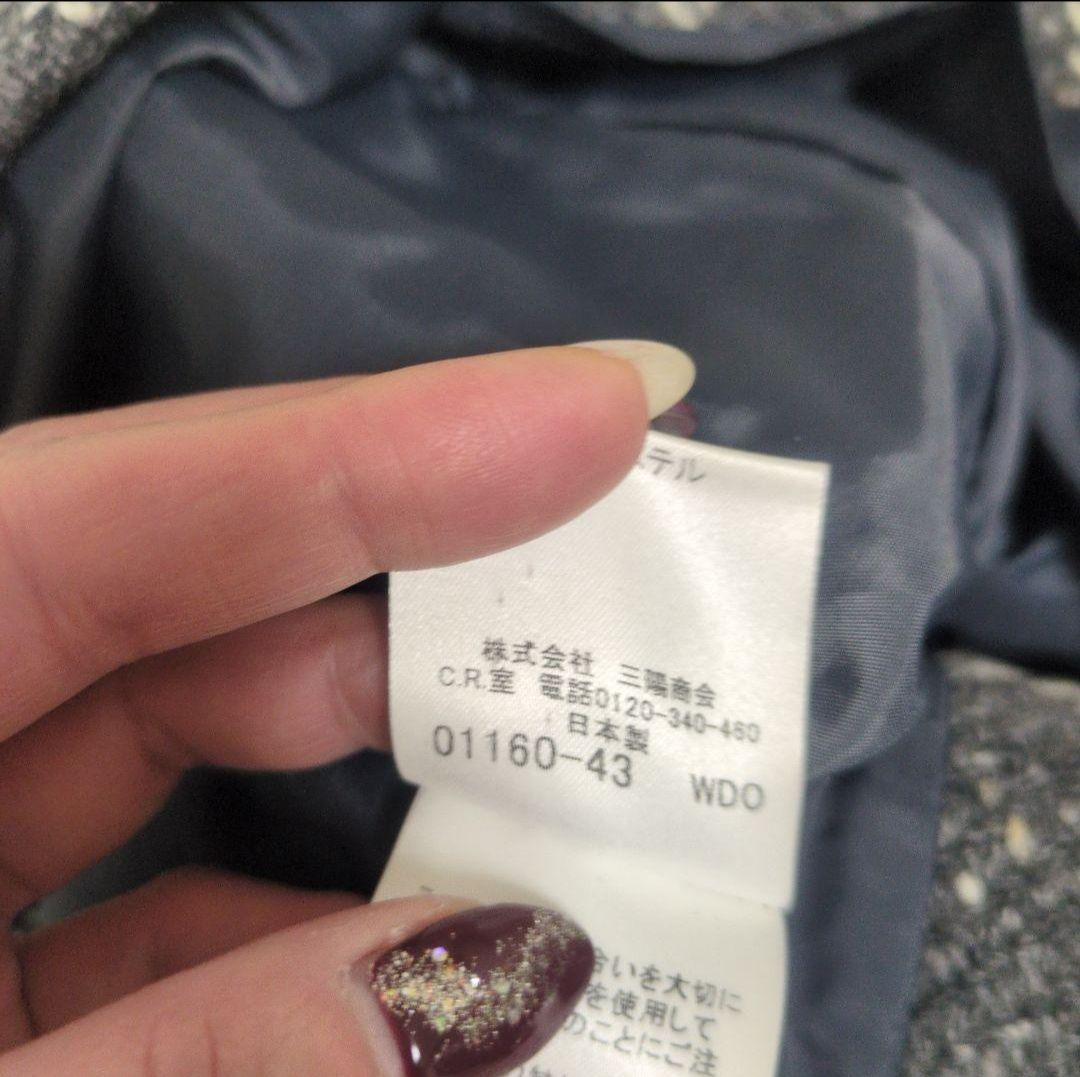 ステル
株式会社 三陽商会
C.R.室 電話0120-340-460
日本製
01160-43 WDO
合いを大切に
を使用して
のことにご注